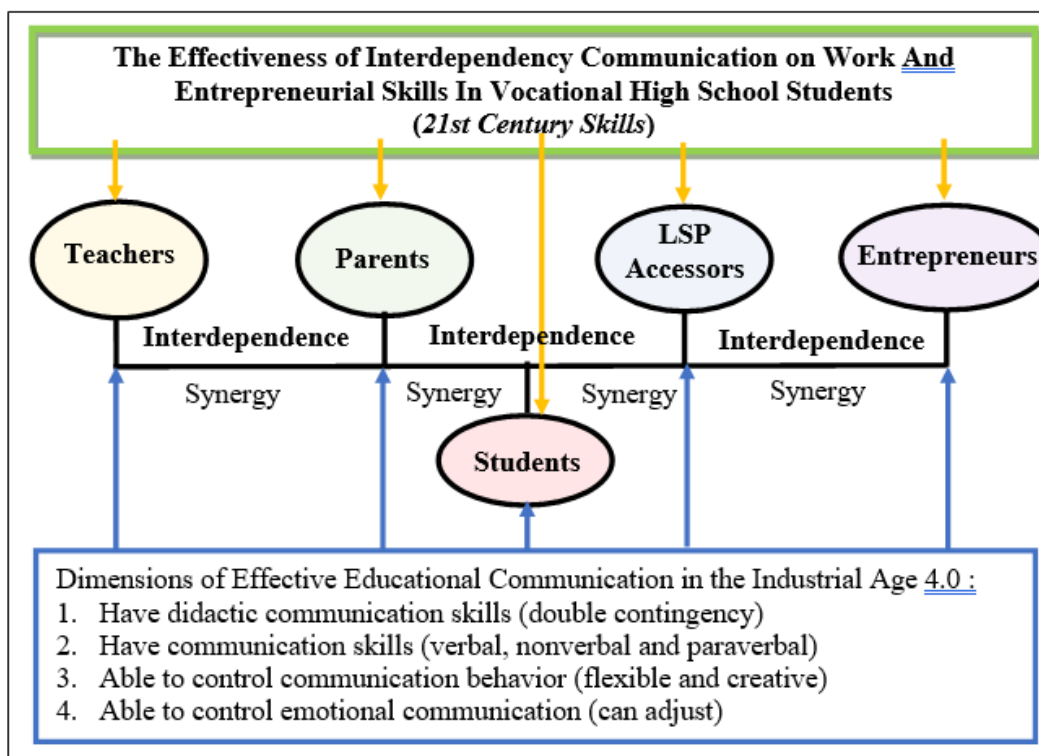 The Effectiveness of Interdependency Communication on Work And
Entrepreneurial Skills In Vocational High School Students
(21st Century Skills)
Teachers
Parents
LSP
Accessors
Entrepreneurs
Interdependence
Interdependence
Interdependence
Synergy
Synergy
Synergy
Synergy
Students
Dimensions of Effective Educational Communication in the Industrial Age 4.0 :
1. Have didactic communication skills (double contingency)
2. Have communication skills (verbal, nonverbal and paraverbal)
3. Able to control communication behavior (flexible and creative)
4. Able to control emotional communication (can adjust)